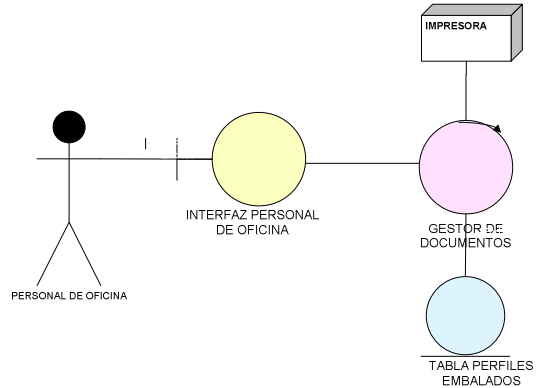 IMPRESORA
INTERFAZ PERSONAL
DE OFICINA
GESTOR DE
DOCUMENTOS
PERSONAL DE OFICINA
TABLA PERFILES
EMBALADOS